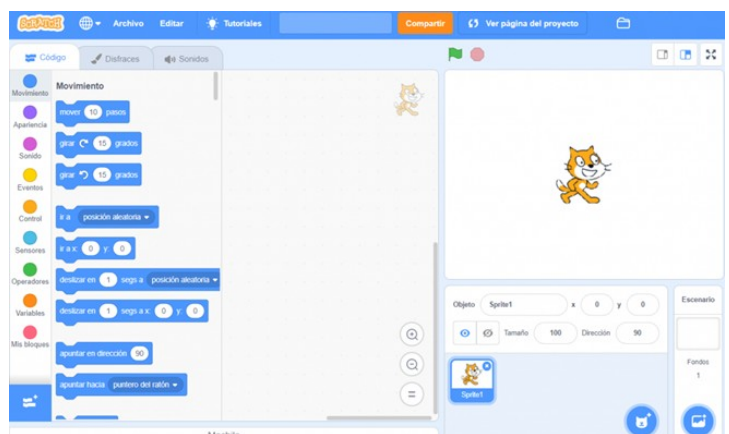 SCRATCH Archivo Editar Tutoriales Compartir Ver página del proyecto
Código Disfraces Sonidos
Movimiento
Apariencia
Sonido
Eventos
Control
Sensores
Operadores
Variables
Mis bloques
Movimiento
mover 10 pasos
girar 15 grados
girar 15 grados
ir a posición aleatoria
ir a x: 0 y: 0
deslizar en 1 segs a posición aleatoria
deslizar en 1 segs a x: 0 y: 0
apuntar en dirección 90
apuntar hacia puntero del ratón
Objeto Sprite1 x 0 y 0
Tamaño 100 Dirección 90
Sprite1
Escenario
Fondos
1